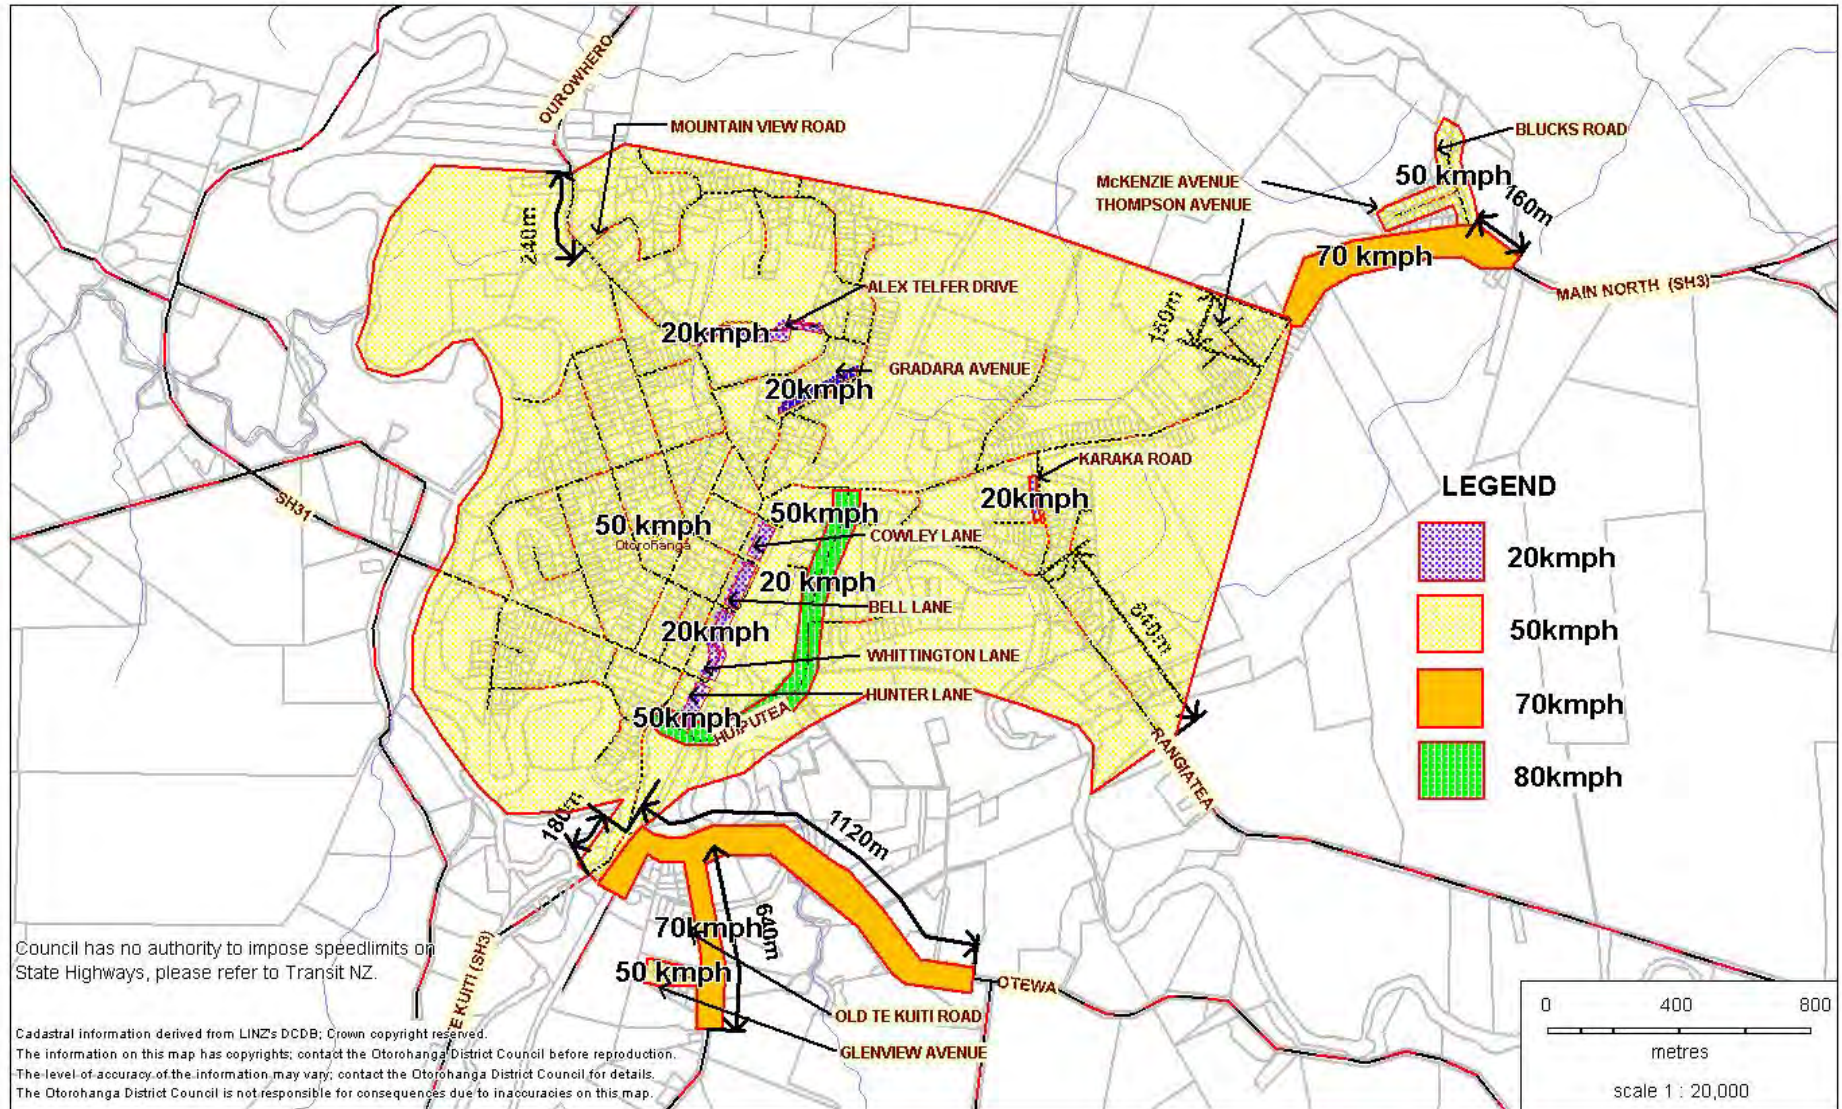 OUROWHERO
MOUNTAIN VIEW ROAD
BLUCKS ROAD
50 kmph
McKENZIE AVENUE
THOMPSON AVENUE
160m
240m
70 kmph
MAIN NORTH (SH3)
ALEX TELFER DRIVE
20kmph
GRADARA AVENUE
20kmph
KARAKA ROAD
20kmph
SH31
50 kmph
Otorohanga
50kmph
COWLEY LANE
20 kmph
BELL LANE
20kmph
WHITTINGTON LANE
HUNTER LANE
50kmph
HUIPUTEA
RANGIATEA
LEGEND
20kmph
50kmph
70kmph
80kmph
180m
1120m
640m
70kmph
50 kmph
TE KUITI (SH3)
OTEWA
OLD TE KUITI ROAD
GLENVIEW AVENUE
Council has no authority to impose speedlimits on
State Highways, please refer to Transit NZ.
Cadastral information derived from LINZ's DCDB; Crown copyright reserved.
The information on this map has copyrights; contact the Otorohanga District Council before reproduction.
The level of accuracy of the information may vary; contact the Otorohanga District Council for details.
The Otorohanga District Council is not responsible for consequences due to inaccuracies on this map.
0 400 800
metres
scale 1 : 20,000